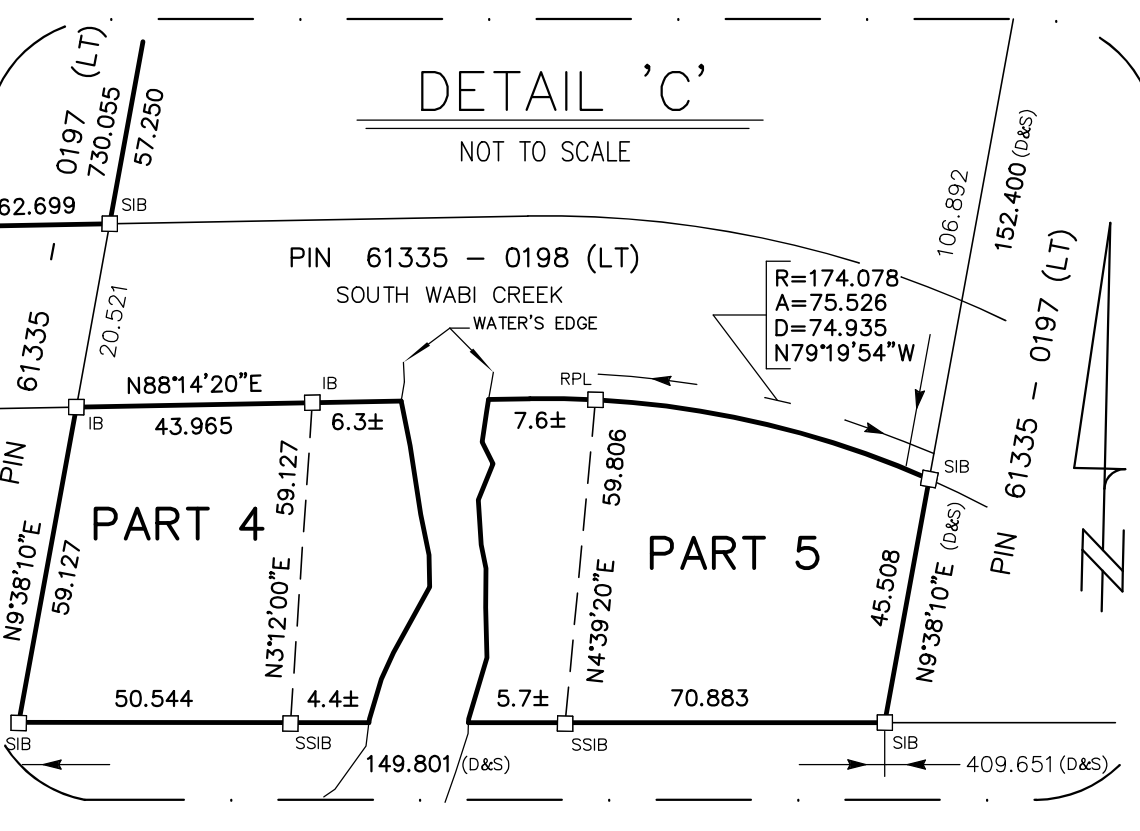 DETAIL 'C'
NOT TO SCALE
0197 (LT)
730.055
57.250
62.699
SIB
106.892
152.400 (D&S)
PIN 61335 – 0198 (LT)
SOUTH WABI CREEK
WATER'S EDGE
R=174.078
A=75.526
D=74.935
N79°19'54"W
PIN 61335 –
20.521
N88°14'20"E
43.965
IB
IB
6.3±
7.6±
RPL
SIB
PIN 61335 – 0197 (LT)
PART 4
59.127
N3°12'00"E
N9°38'10"E
59.127
PART 5
59.806
N4°39'20"E
45.508
N9°38'10"E (D&S)
50.544
4.4±
5.7±
70.883
SIB
SSIB
SSIB
SIB
149.801 (D&S)
409.651 (D&S)
N